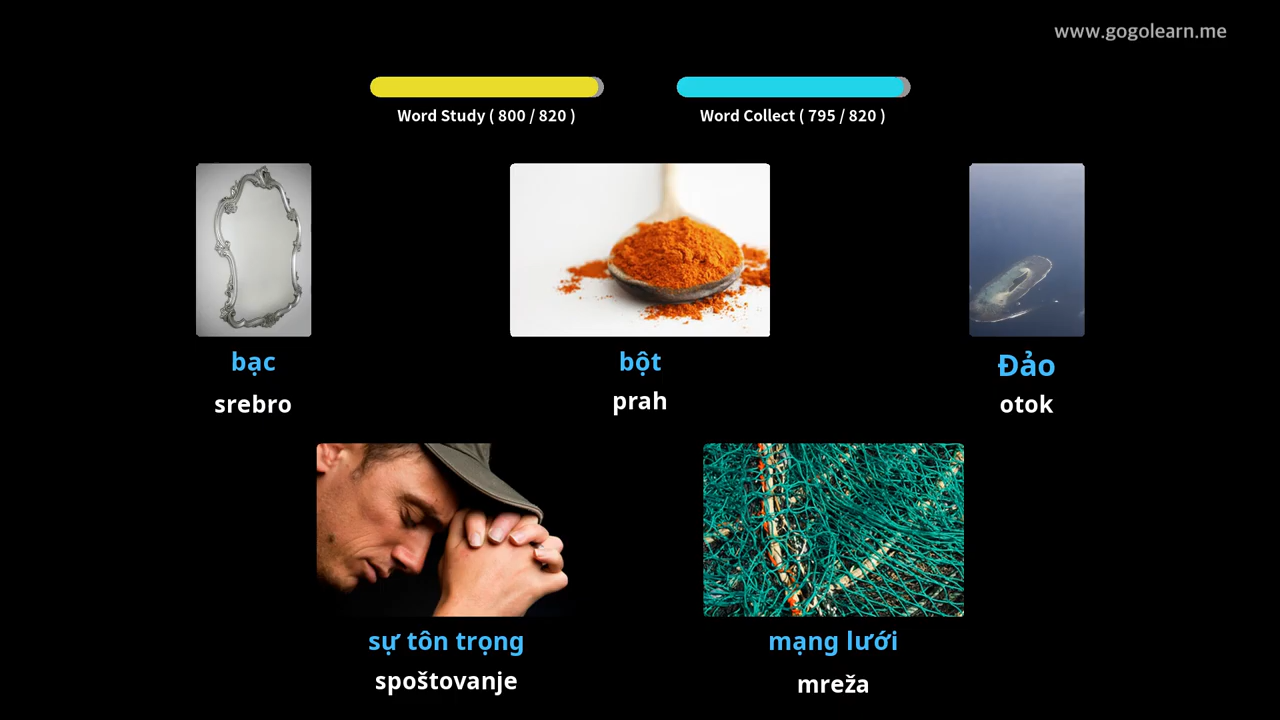 www.gogolearn.me
Word Study ( 800 / 820 )
Word Collect ( 795 / 820 )
bạc
bột
Đảo
srebro
prah
otok
sự tôn trọng
mạng lưới
spoštovanje
mreža